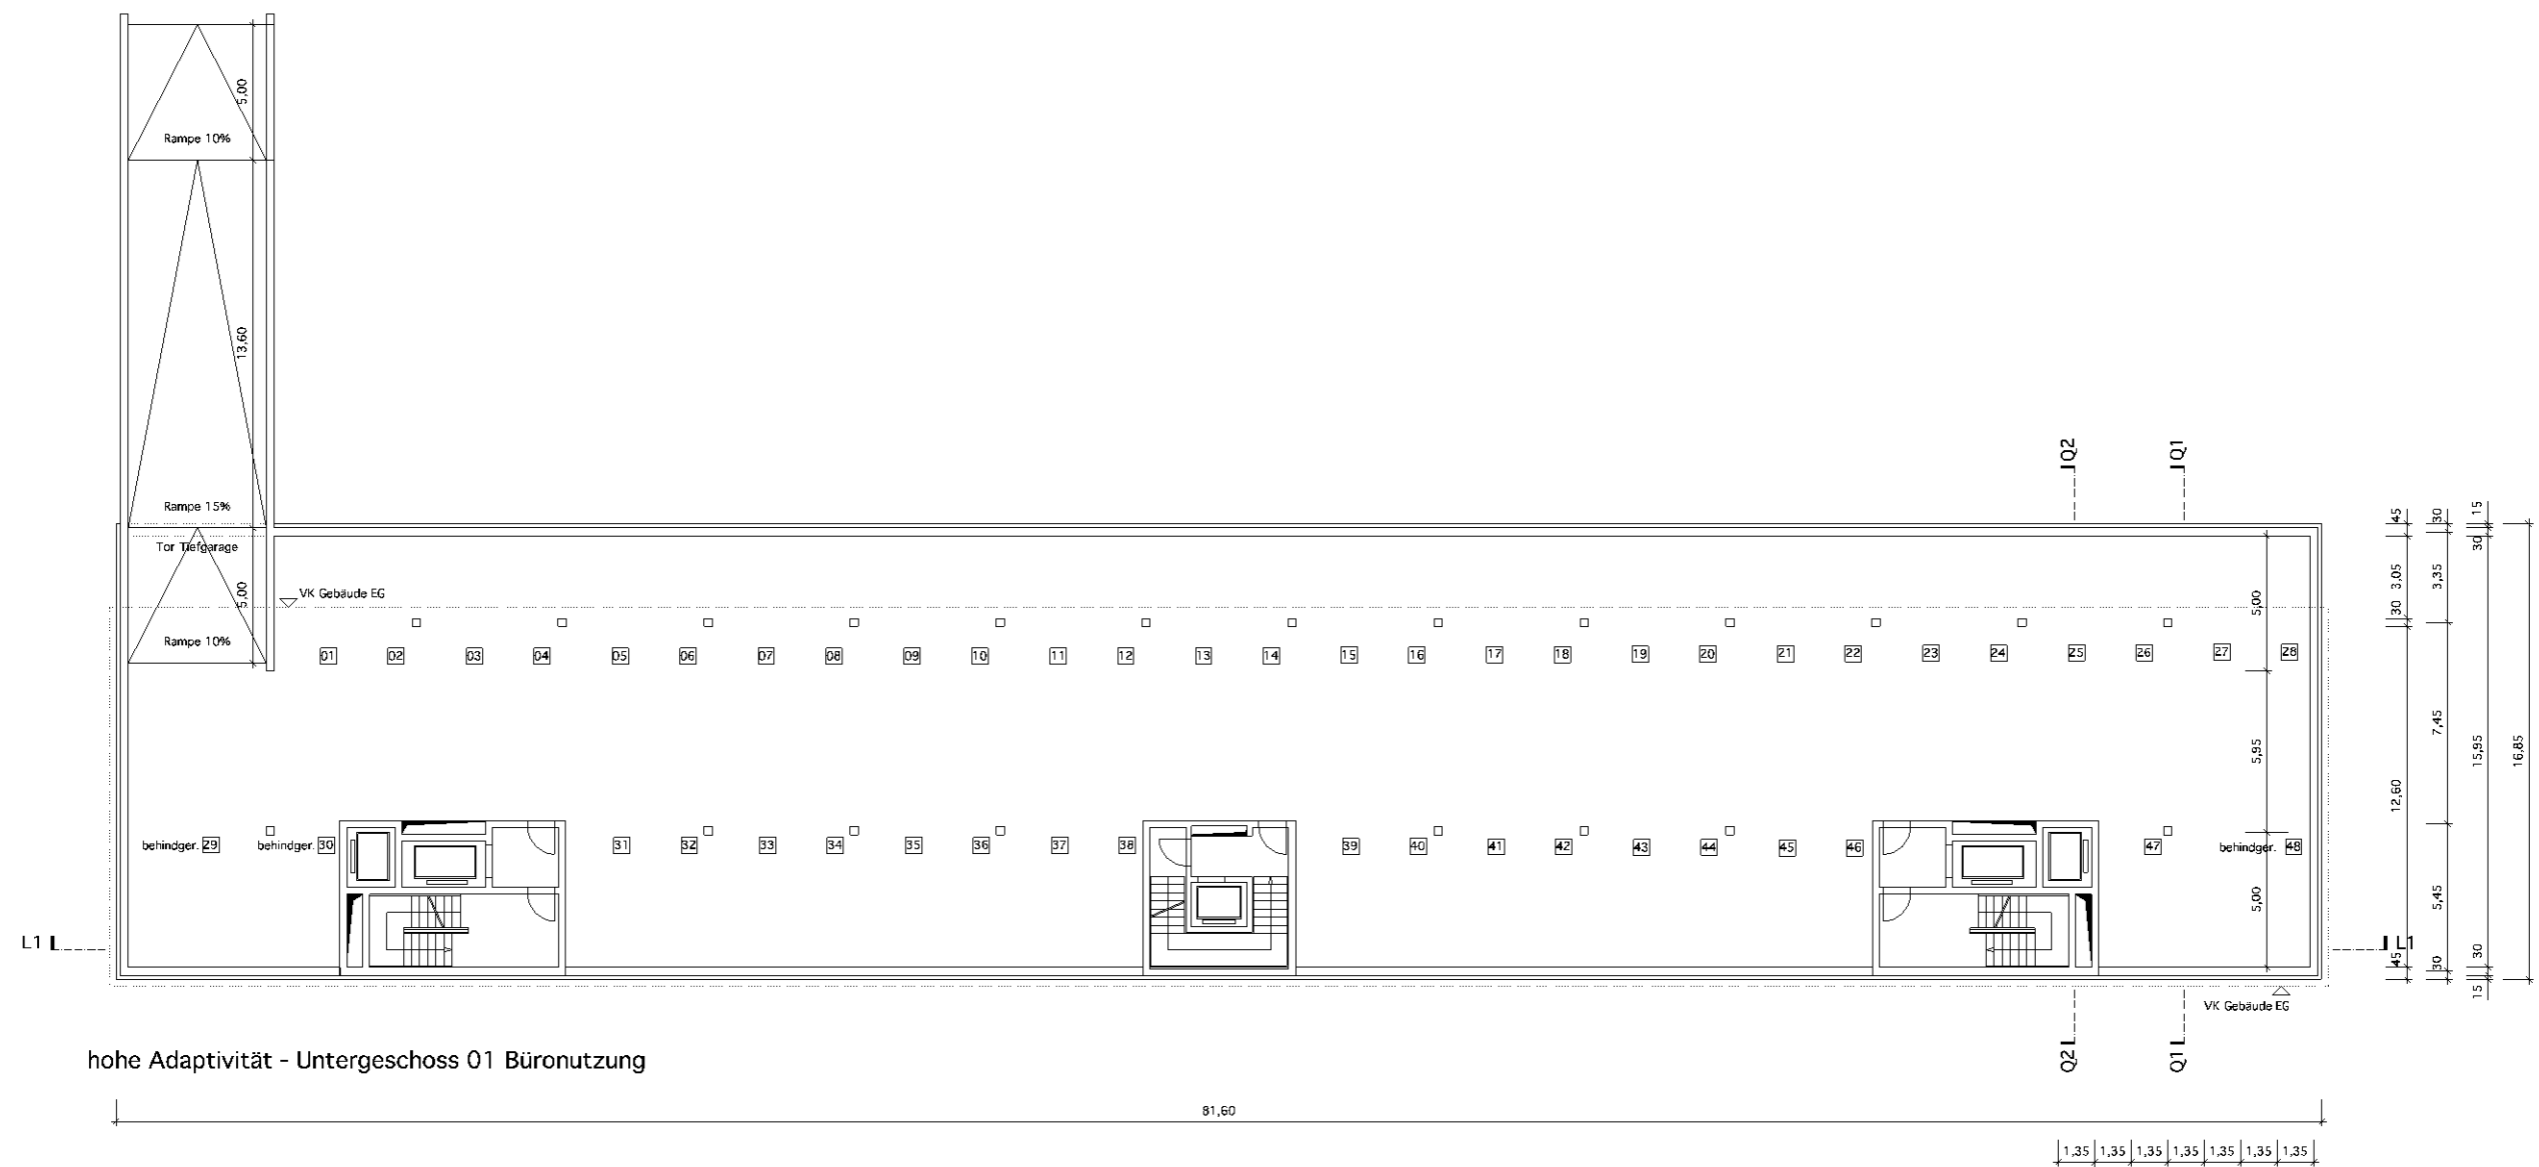 5,00
Rampe 10%
13,60
Rampe 15%
Tor Tiefgarage
5,00
Rampe 10%
VK Gebäude EG
Q2 Q1
01 02 03 04 05 06 07 08 09 10 11 12 13 14 15 16 17 18 19 20 21 22 23 24 25 26 27 28
behindger. 29 behindger. 30 31 32 33 34 35 36 37 38 39 40 41 42 43 44 45 46 47 behindger. 48
5,00
5,95
5,00
45
3,05
30
12,60
45
30
3,35
7,45
5,45
30
15
30
15,95
30
15
16,85
L1 L1
VK Gebäude EG
Q2 Q1
hohe Adaptivität - Untergeschoss 01 Büronutzung
81,60
1,35 1,35 1,35 1,35 1,35 1,35 1,35